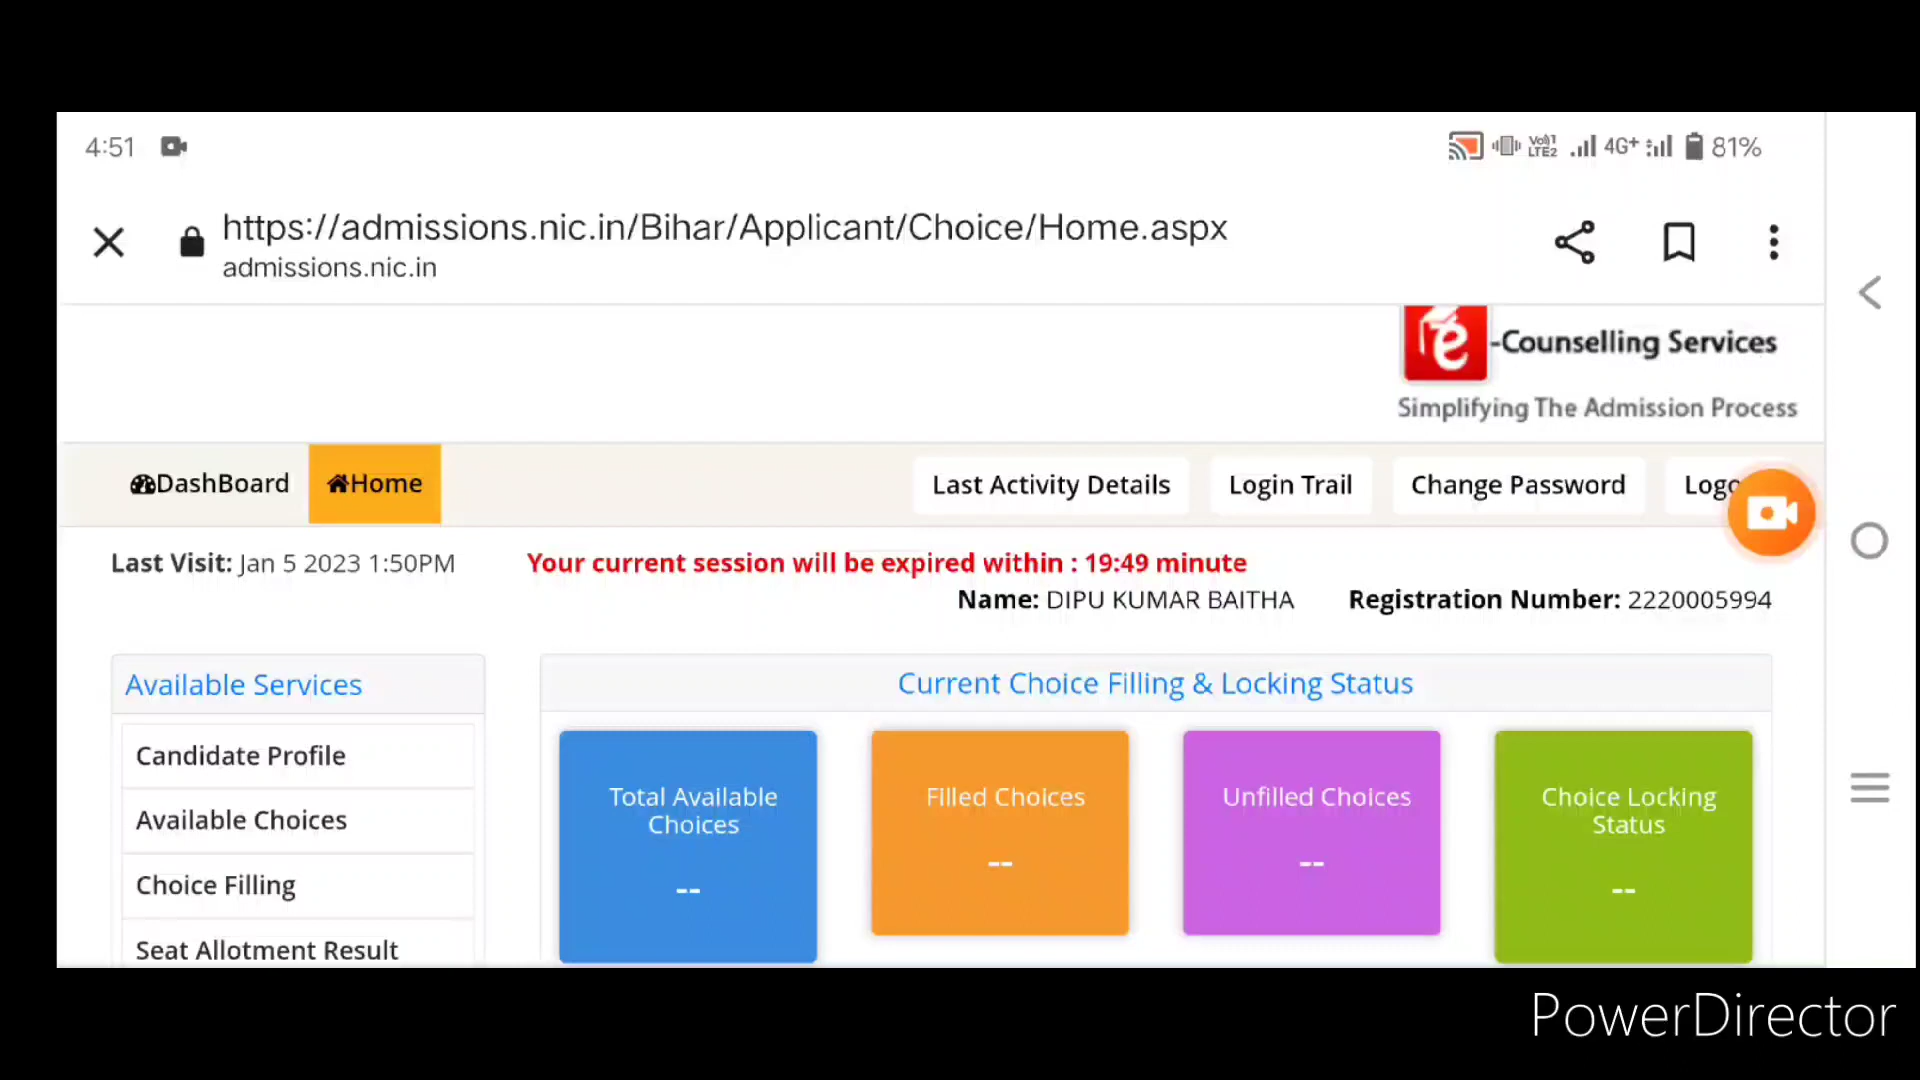 4:51
Vo)) 1
LTE2
4G+
81%
https://admissions.nic.in/Bihar/Applicant/Choice/Home.aspx
admissions.nic.in
e-Counselling Services
Simplifying The Admission Process
DashBoard
Home
Last Activity Details
Login Trail
Change Password
Logo
Last Visit: Jan 5 2023 1:50PM
Your current session will be expired within : 19:49 minute
Name: DIPU KUMAR BAITHA
Registration Number: 2220005994
Available Services
Candidate Profile
Available Choices
Choice Filling
Seat Allotment Result
Current Choice Filling & Locking Status
Total Available
Choices
--
FIlled Choices
--
Unfilled Choices
--
Choice Locking
Status
--
PowerDirector